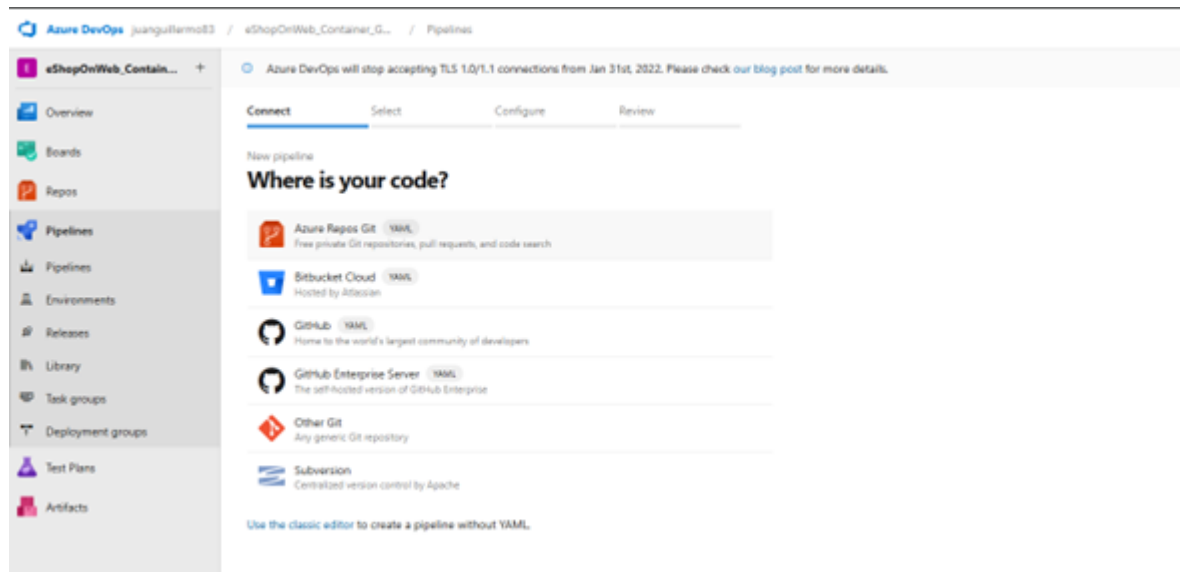 Azure DevOps juanguillermo83 / eShopOnWeb_Container_G... / Pipelines
eShopOnWeb_Contain... +
Azure DevOps will stop accepting TLS 1.0/1.1 connections from Jan 31st, 2022. Please check our blog post for more details.
Overview
Boards
Repos
Pipelines
Pipelines
Environments
Releases
Library
Task groups
Deployment groups
Test Plans
Artifacts
Connect Select Configure Review
New pipeline
Where is your code?
Azure Repos Git YAML
Free private Git repositories, pull requests, and code search
Bitbucket Cloud YAML
Hosted by Atlassian
GitHub YAML
Home to the world's largest community of developers
GitHub Enterprise Server YAML
The self-hosted version of GitHub Enterprise
Other Git
Any generic Git repository
Subversion
Centralized version control by Apache
Use the classic editor to create a pipeline without YAML.